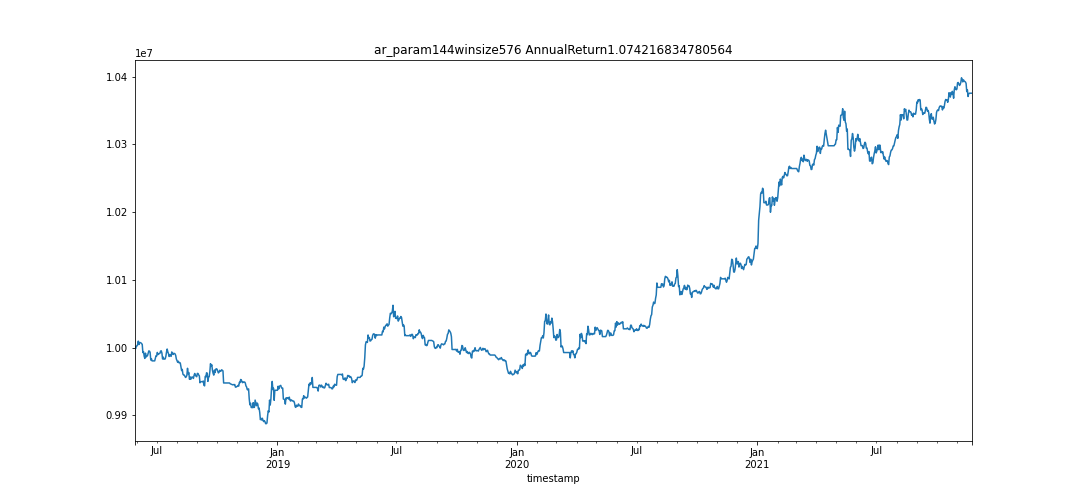 ar_param144winsize576 AnnualReturn1.074216834780564
1e7
1.04
1.03
1.02
1.01
1.00
0.99
Jul Jan Jul Jan Jul Jan Jul
2019 2020 2021
timestamp